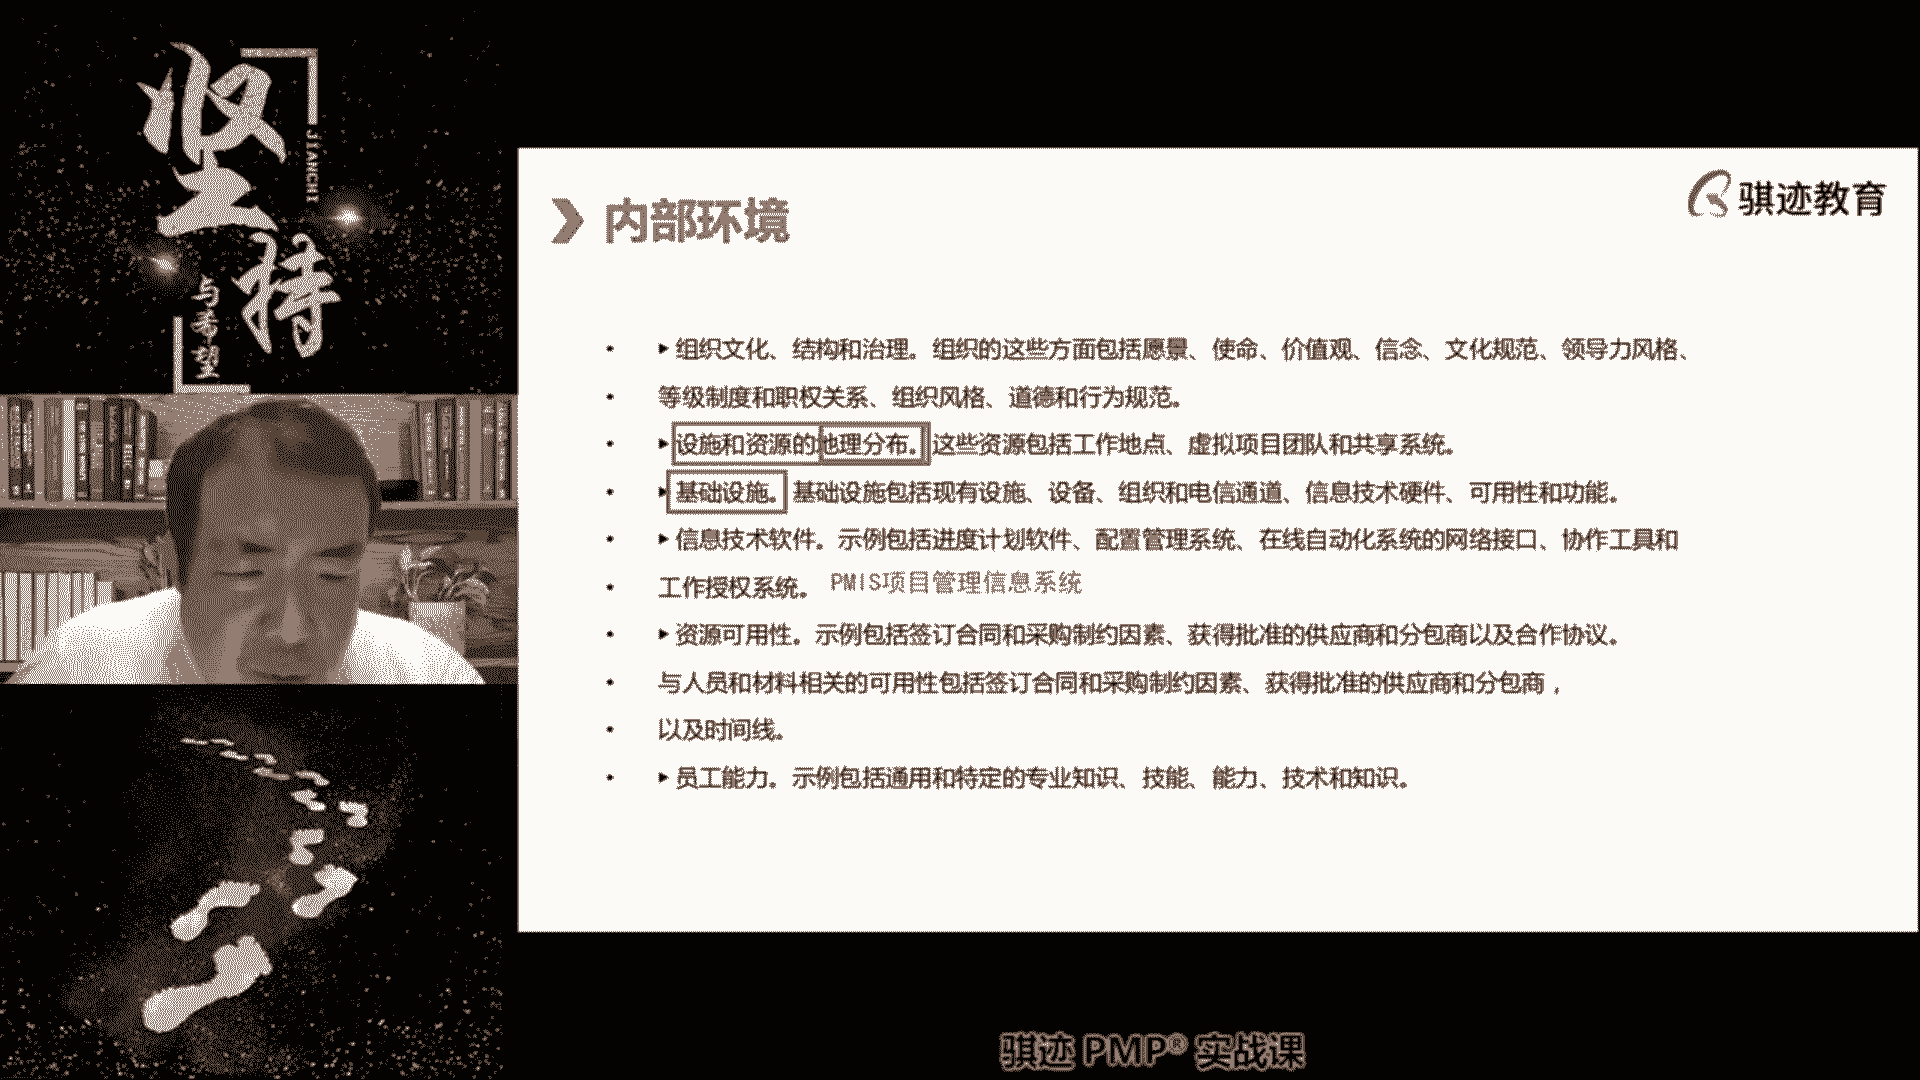 坚持
JIANCHI
与希望
内部环境
骐迹教育
组织文化、结构和治理。组织的这些方面包括愿景、使命、价值观、信念、文化规范、领导力风格、
等级制度和职权关系、组织风格、道德和行为规范。
设施和资源的地理分布。这些资源包括工作地点、虚拟项目团队和共享系统。
基础设施。基础设施包括现有设施、设备、组织和电信通道、信息技术硬件、可用性和功能。
信息技术软件。示例包括进度计划软件、配置管理系统、在线自动化系统的网络接口、协作工具和
工作授权系统。 PMIS项目管理信息系统
资源可用性。示例包括签订合同和采购制约因素、获得批准的供应商和分包商以及合作协议。
与人员和材料相关的可用性包括签订合同和采购制约因素、获得批准的供应商和分包商，
以及时间线。
员工能力。示例包括通用和特定的专业知识、技能、能力、技术和知识。
骐迹 PMP® 实战课